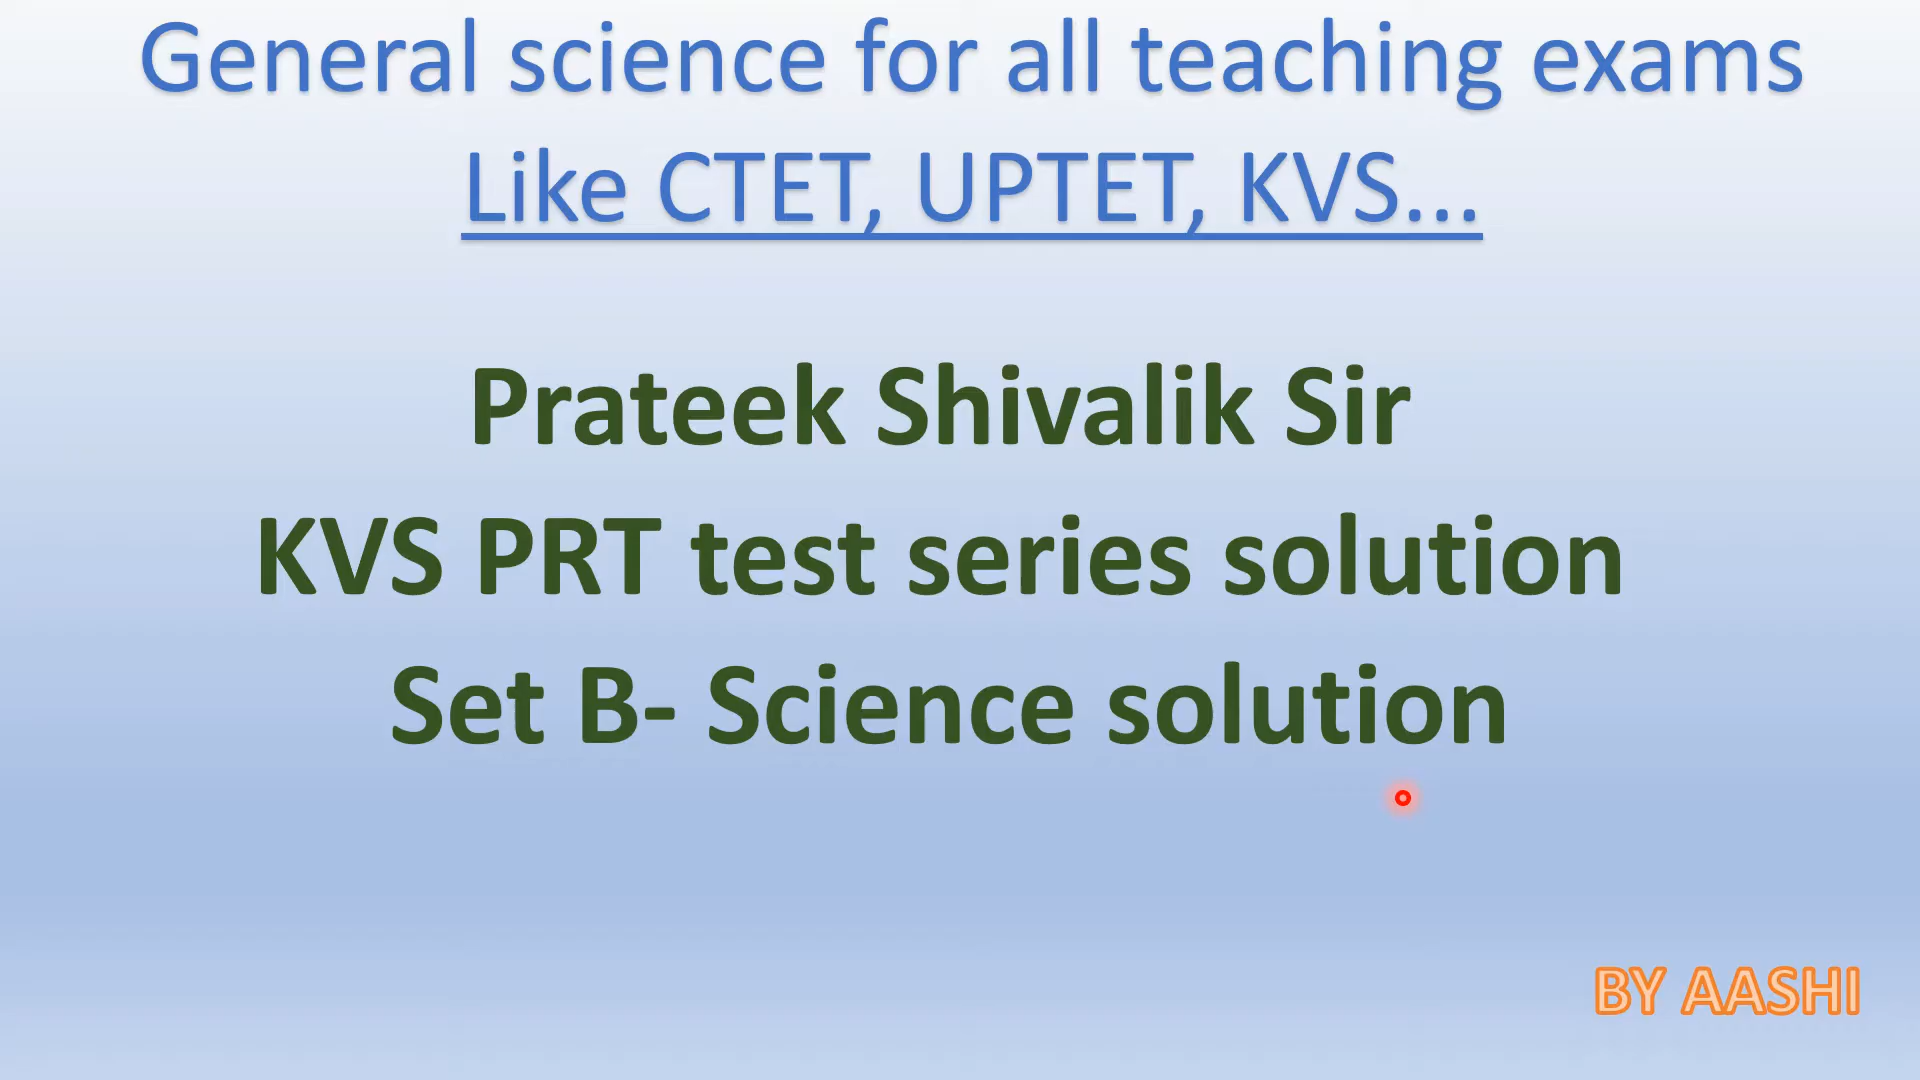 General science for all teaching exams
Like CTET, UPTET, KVS...
Prateek Shivalik Sir
KVS PRT test series solution
Set B- Science solution
BY AASHI